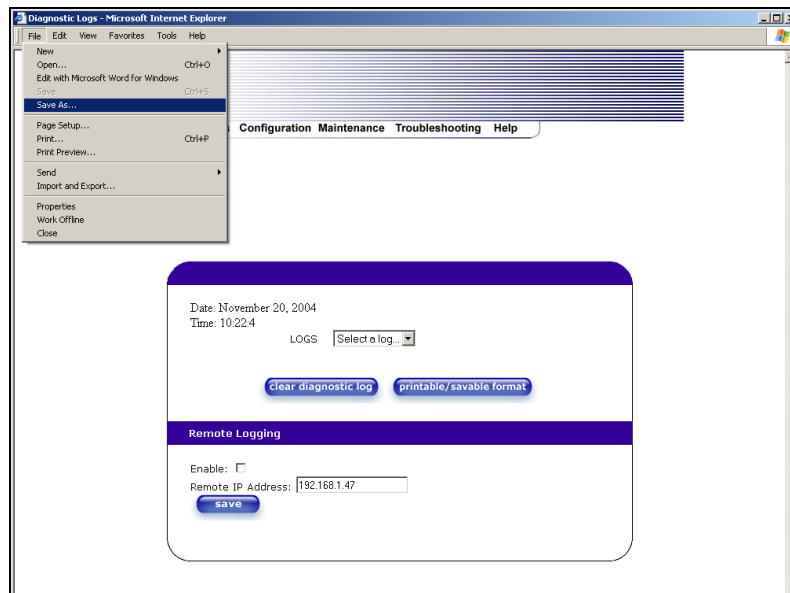 Diagnostic Logs - Microsoft Internet Explorer
File Edit View Favorites Tools Help
New
Open... Ctrl+O
Edit with Microsoft Word for Windows
Save Ctrl+S
Save As...
Page Setup...
Print... Ctrl+P
Print Preview...
Send
Import and Export...
Properties
Work Offline
Close
Configuration Maintenance Troubleshooting Help
Date: November 20, 2004
Time: 10:22:4
LOGS Select a log...
clear diagnostic log printable/savable format
Remote Logging
Enable:
Remote IP Address: 192.168.1.47
save